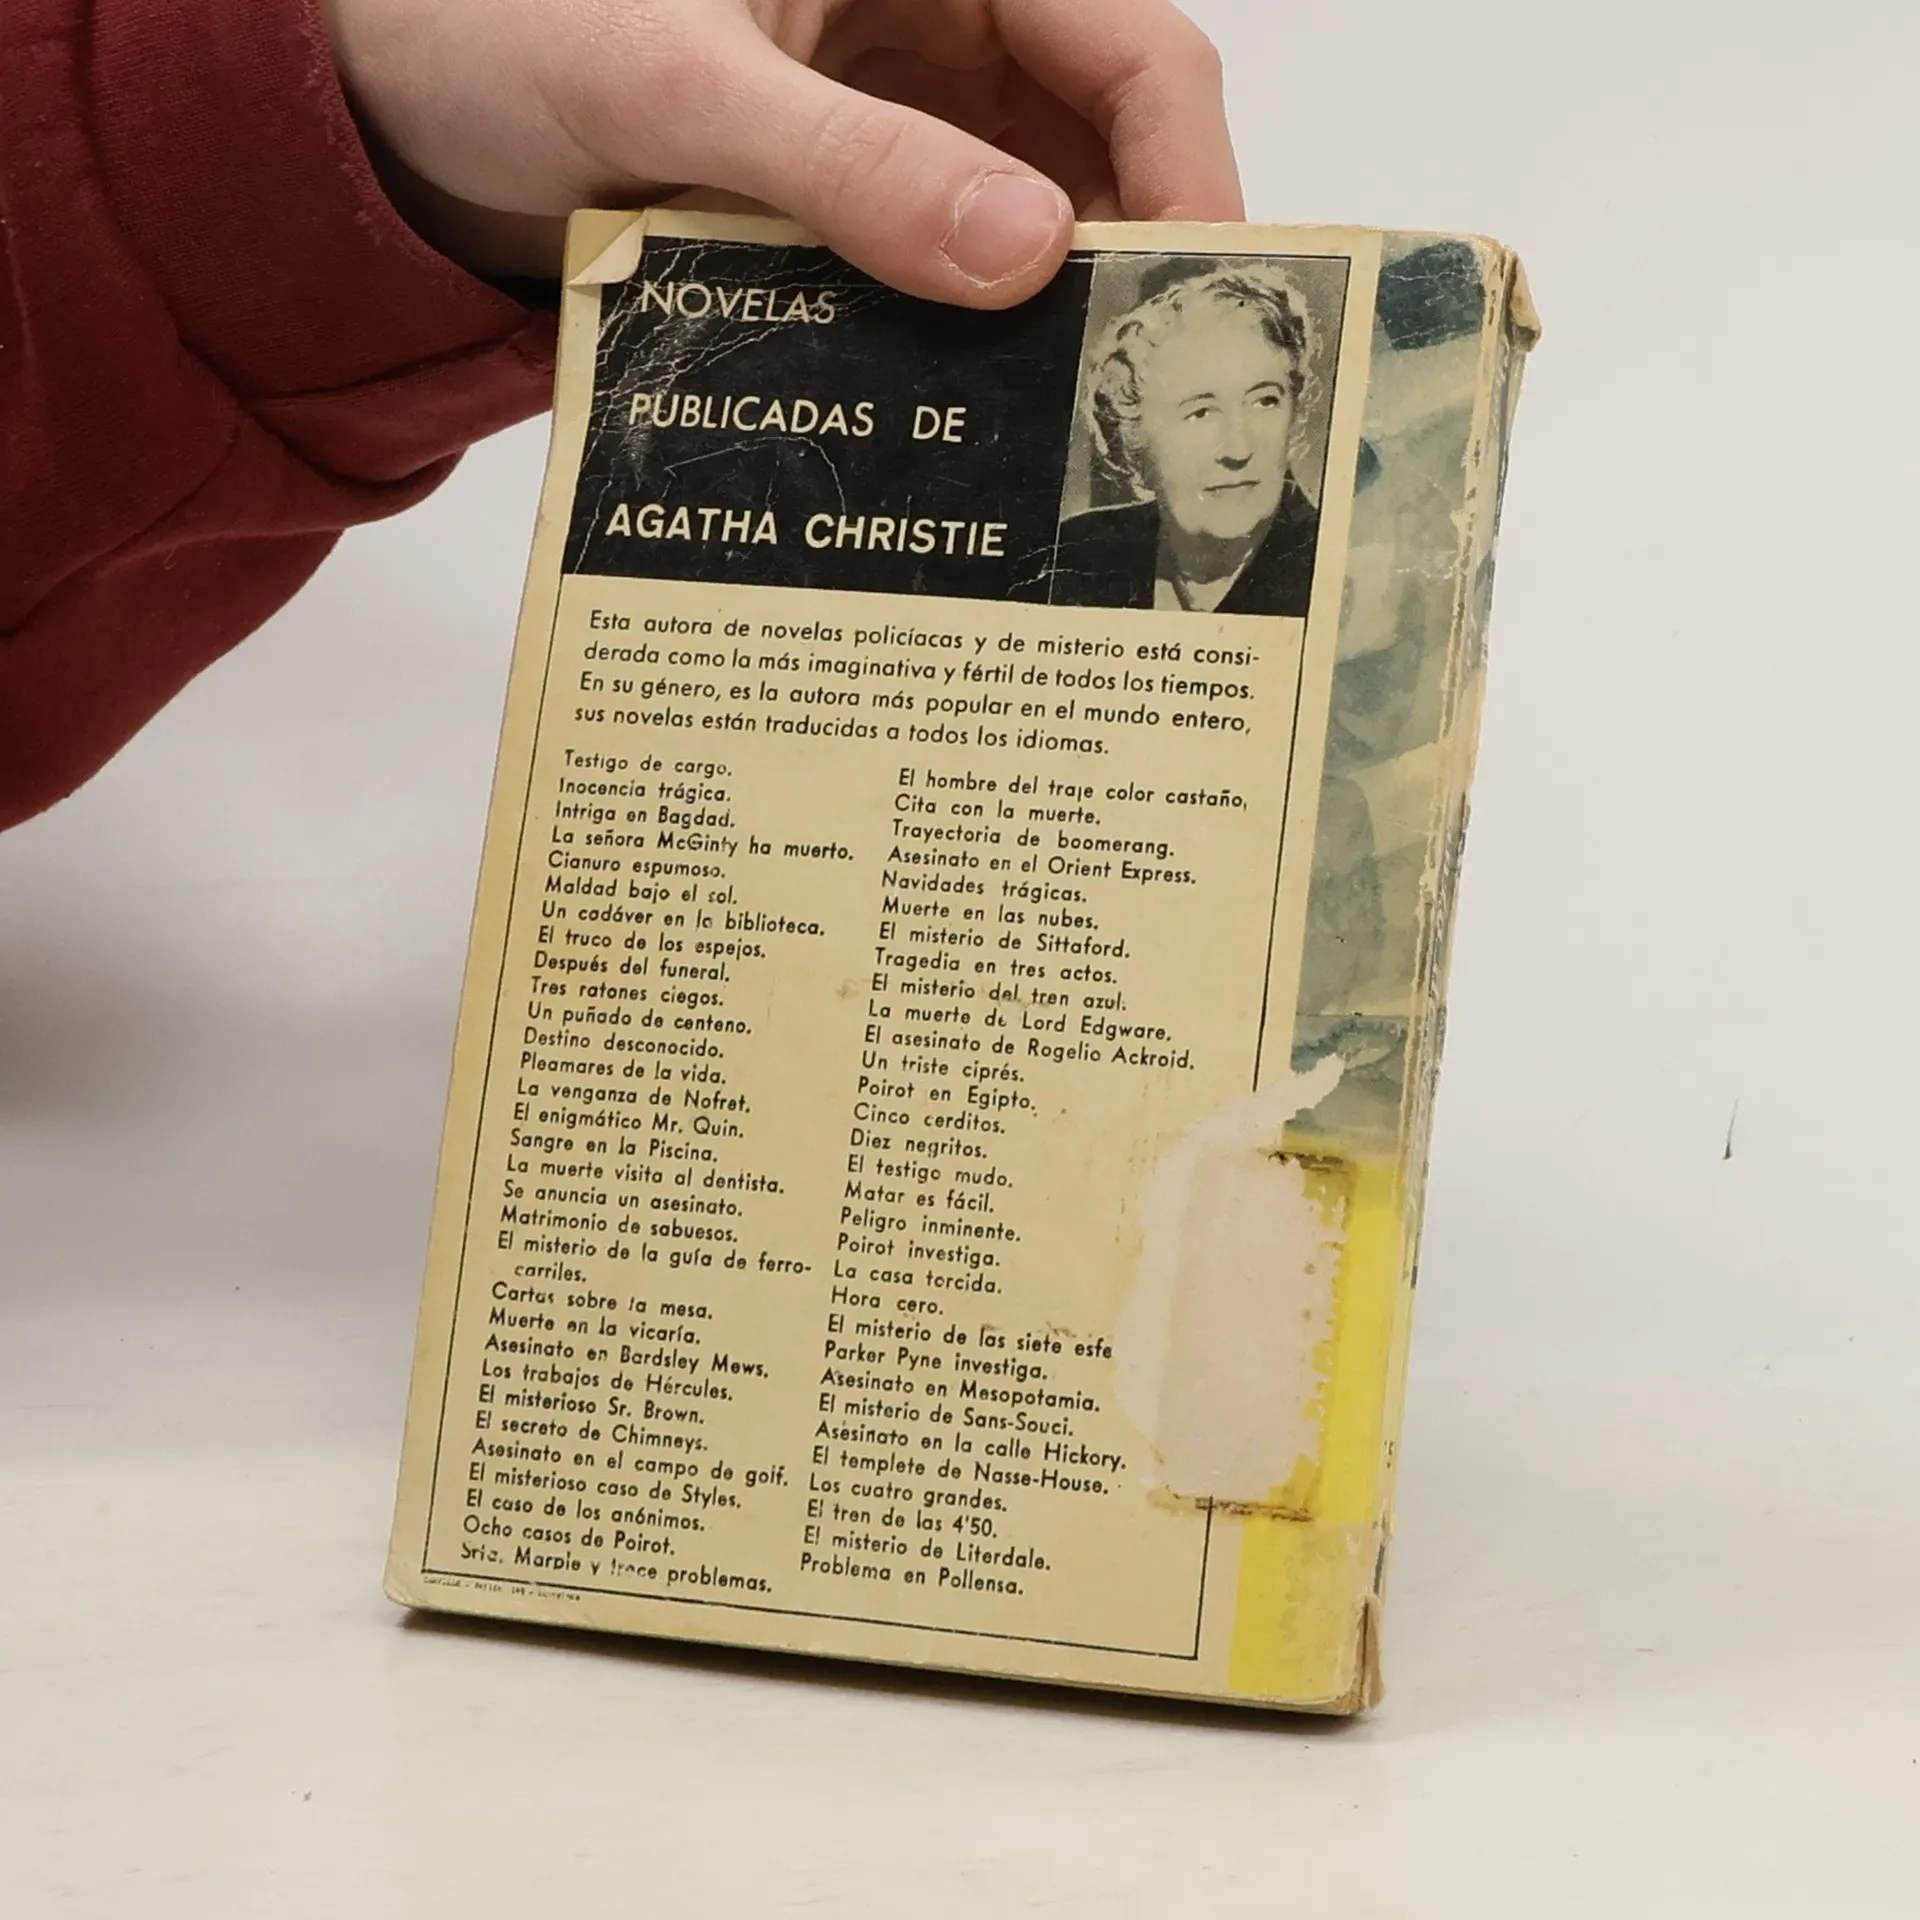 NOVELAS
PUBLICADAS DE
AGATHA CHRISTIE
Esta autora de novelas policíacas y de misterio está consi-
derada como la más imaginativa y fértil de todos los tiempos.
En su género, es la autora más popular en el mundo entero,
sus novelas están traducidas a todos los idiomas.
Testigo de cargo.
Inocencia trágica.
Intriga en Bagdad.
La señora McGinty ha muerto.
Cianuro espumoso.
Maldad bajo el sol.
Un cadáver en la biblioteca.
El truco de los espejos.
Después del funeral.
Tres ratones ciegos.
Un puñado de centeno.
Destino desconocido.
Pleamares de la vida.
La venganza de Nofret.
El enigmático Mr. Quin.
Sangre en la Piscina.
La muerte visita al dentista.
Se anuncia un asesinato.
Matrimonio de sabuesos.
El misterio de la guía de ferro-
carriles.
Cartas sobre la mesa.
Muerte en la vicaría.
Asesinato en Bardsley Mews.
Los trabajos de Hércules.
El misterioso Sr. Brown.
El secreto de Chimneys.
Asesinato en el campo de golf.
El misterioso caso de Styles.
El caso de los anónimos.
Ocho casos de Poirot.
Srta. Marple y trece problemas.
El hombre del traje color castaño,
Cita con la muerte.
Trayectoria de boomerang.
Asesinato en el Orient Express.
Navidades trágicas.
Muerte en las nubes.
El misterio de Sittaford.
Tragedia en tres actos.
El misterio del tren azul.
La muerte de Lord Edgware.
El asesinato de Rogelio Ackroid.
Un triste ciprés.
Poirot en Egipto.
Cinco cerditos.
Diez negritos.
El testigo mudo.
Matar es fácil.
Peligro inminente.
Poirot investiga.
La casa torcida.
Hora cero.
El misterio de las siete esfe
Parker Pyne investiga.
Asesinato en Mesopotamia.
El misterio de Sans-Souci.
Asesinato en la calle Hickory.
El templete de Nasse-House.
Los cuatro grandes.
El tren de las 4'50.
El misterio de Listerdale.
Problema en Pollensa.